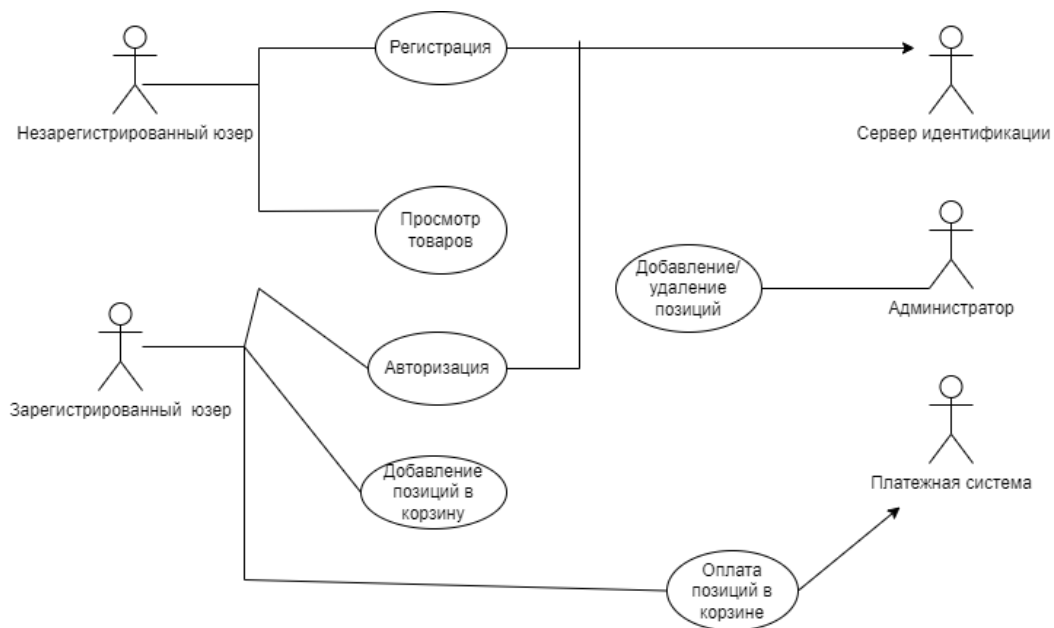 Регистрация
Незарегистрированный юзер
Сервер идентификации
Просмотр
товаров
Добавление/
удаление
позиций
Администратор
Авторизация
Зарегистрированный юзер
Добавление
позиций в
корзину
Платежная система
Оплата
позиций в
корзине